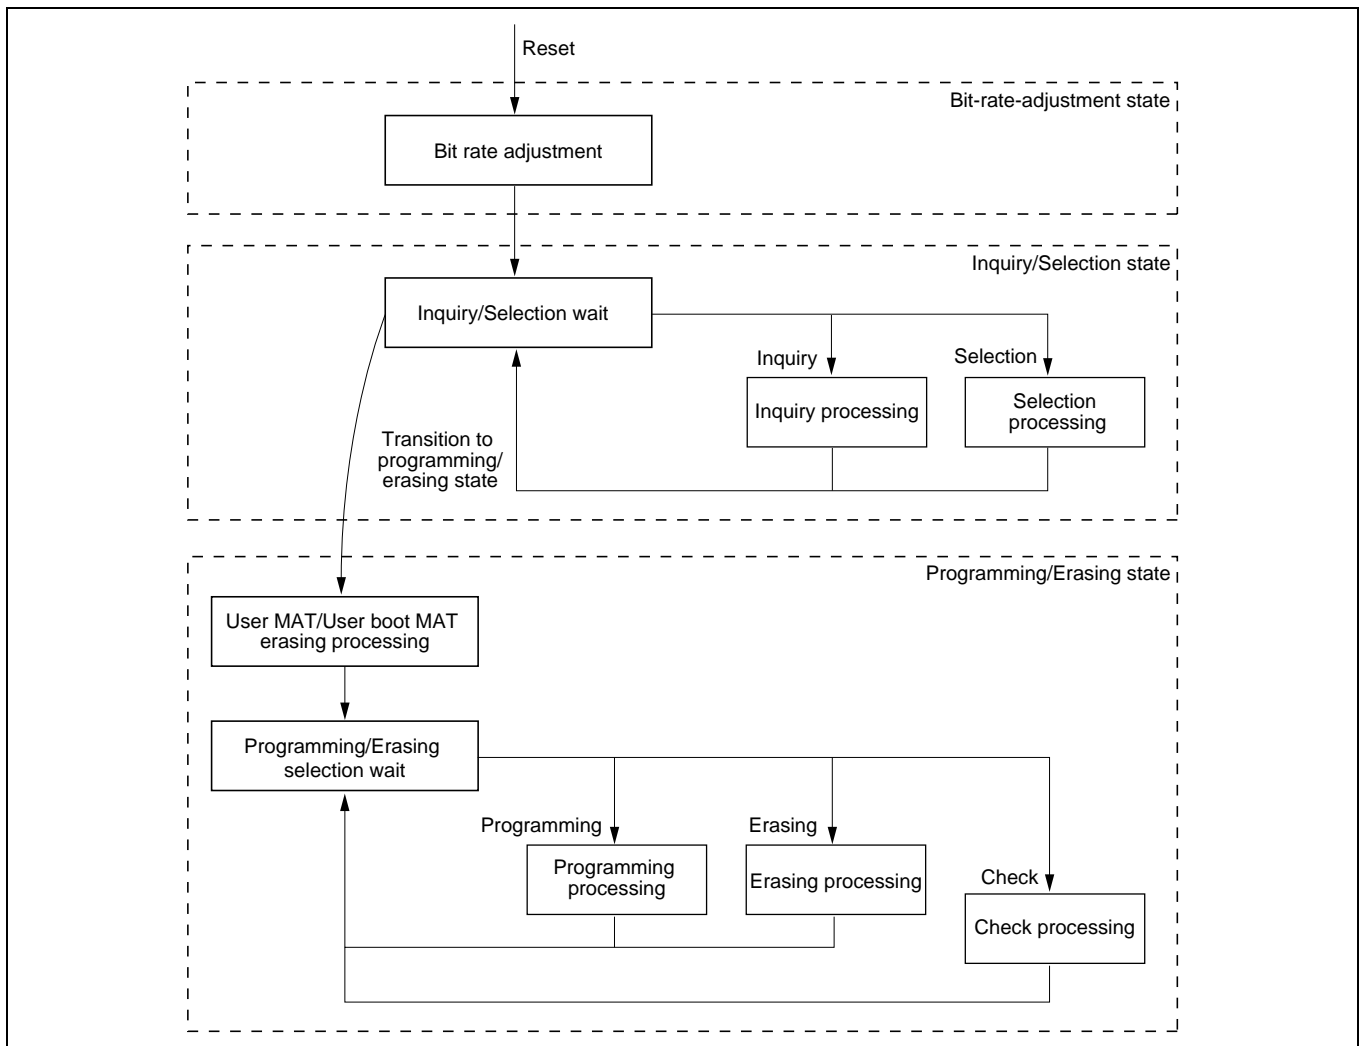 Reset
Bit-rate-adjustment state
Bit rate adjustment
Inquiry/Selection state
Inquiry/Selection wait
Inquiry
Selection
Inquiry processing
Selection
processing
Transition to
programming/
erasing state
Programming/Erasing state
User MAT/User boot MAT
erasing processing
Programming/Erasing
selection wait
Programming
Erasing
Programming
processing
Erasing processing
Check
Check processing